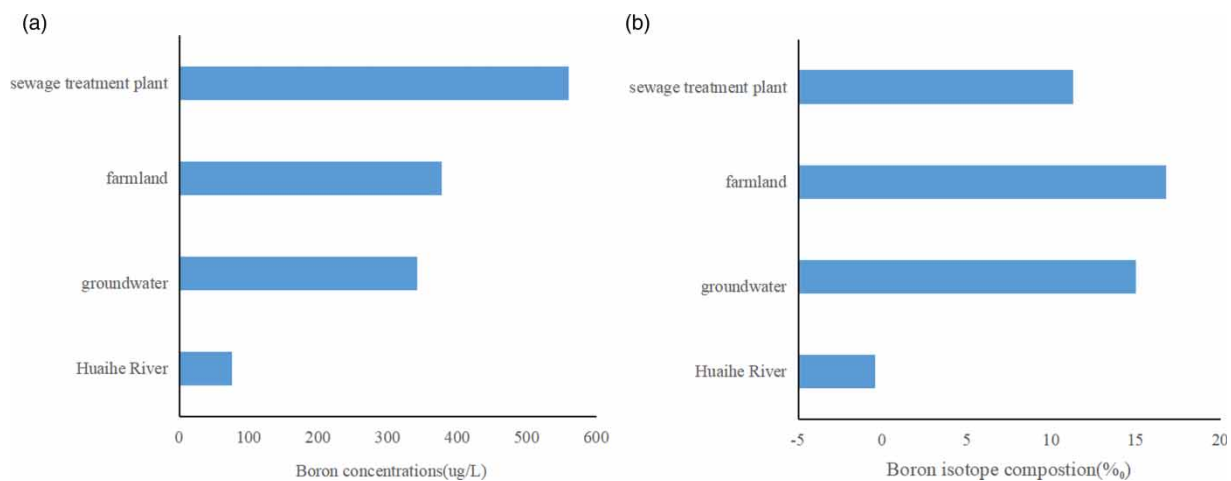 (a)
sewage treatment plant
farmland
groundwater
Huaihe River
0 100 200 300 400 500 600
Boron concentrations(ug/L)
(b)
sewage treatment plant
farmland
groundwater
Huaihe River
-5 0 5 10 15 20
Boron isotope compostion(‰)